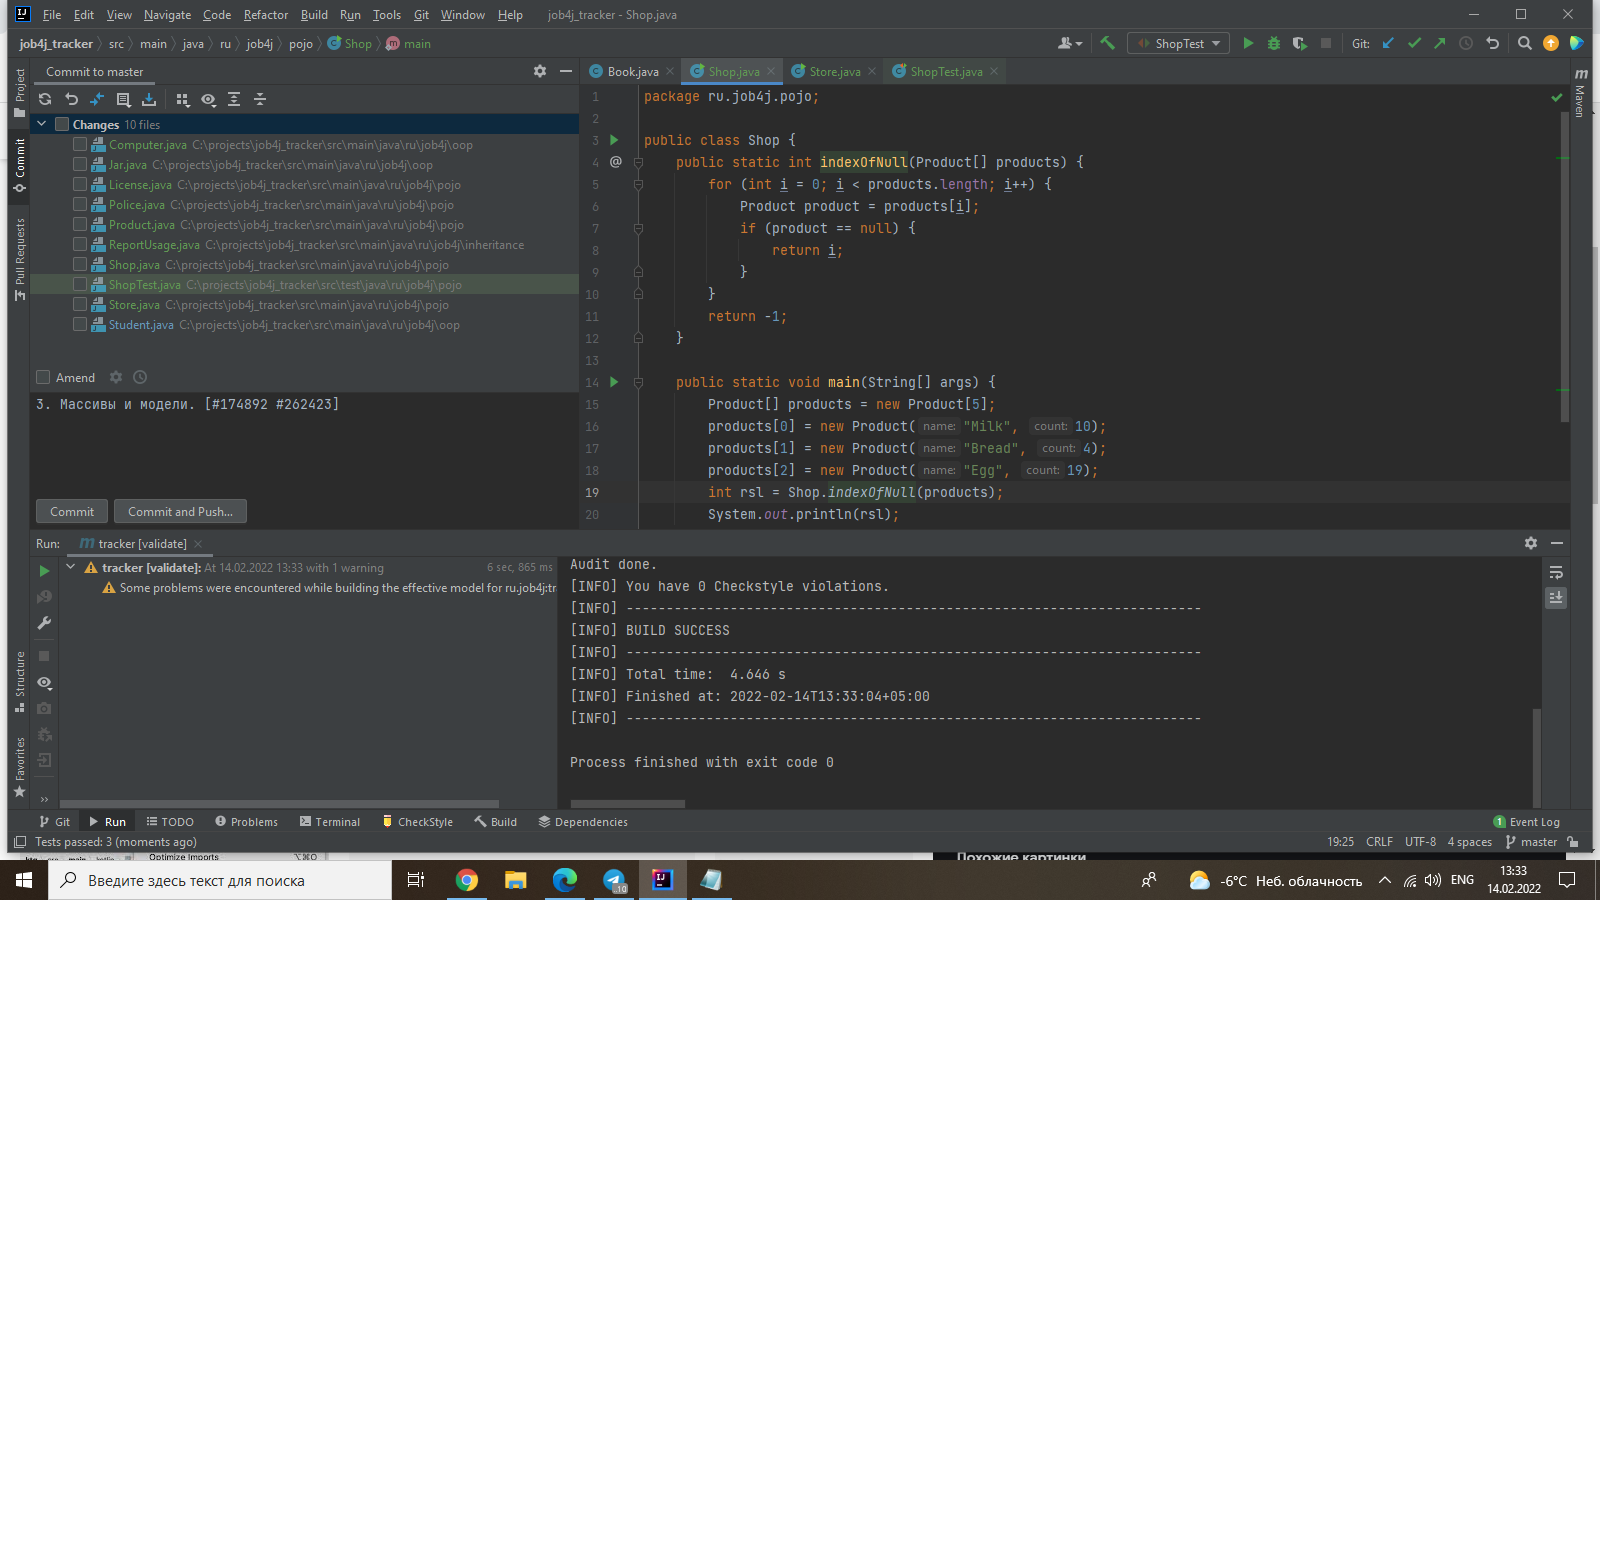 File Edit View Navigate Code Refactor Build Run Tools Git Window Help job4j_tracker - Shop.java
job4j_tracker src main java ru job4j pojo Shop main
ShopTest Git:
Project
Commit
Pull Requests
Structure
Favorites
Commit to master
Changes 10 files
Computer.java C:\projects\job4j_tracker\src\main\java\ru\job4j\oop
Jar.java C:\projects\job4j_tracker\src\main\java\ru\job4j\oop
License.java C:\projects\job4j_tracker\src\main\java\ru\job4j\pojo
Police.java C:\projects\job4j_tracker\src\main\java\ru\job4j\pojo
Product.java C:\projects\job4j_tracker\src\main\java\ru\job4j\pojo
ReportUsage.java C:\projects\job4j_tracker\src\main\java\ru\job4j\inheritance
Shop.java C:\projects\job4j_tracker\src\main\java\ru\job4j\pojo
ShopTest.java C:\projects\job4j_tracker\src\test\java\ru\job4j\pojo
Store.java C:\projects\job4j_tracker\src\main\java\ru\job4j\pojo
Student.java C:\projects\job4j_tracker\src\main\java\ru\job4j\oop
Amend
3. Массивы и модели. [#174892 #262423]
Commit Commit and Push...
Book.java Shop.java Store.java ShopTest.java
Maven
1 package ru.job4j.pojo;
2
3 public class Shop {
4 @ public static int indexOfNull(Product[] products) {
5 for (int i = 0; i < products.length; i++) {
6 Product product = products[i];
7 if (product == null) {
8 return i;
9 }
10 }
11 return -1;
12 }
13
14 public static void main(String[] args) {
15 Product[] products = new Product[5];
16 products[0] = new Product( name: "Milk", count: 10);
17 products[1] = new Product( name: "Bread", count: 4);
18 products[2] = new Product( name: "Egg", count: 19);
19 int rsl = Shop.indexOfNull(products);
20 System.out.println(rsl);
Run: tracker [validate]
tracker [validate]: At 14.02.2022 13:33 with 1 warning 6 sec, 865 ms
Some problems were encountered while building the effective model for ru.job4j:tr
Audit done.
[INFO] You have 0 Checkstyle violations.
[INFO] ------------------------------------------------------------------------
[INFO] BUILD SUCCESS
[INFO] ------------------------------------------------------------------------
[INFO] Total time:  4.646 s
[INFO] Finished at: 2022-02-14T13:33:04+05:00
[INFO] ------------------------------------------------------------------------
Process finished with exit code 0
Git Run TODO Problems Terminal CheckStyle Build Dependencies 1 Event Log
Tests passed: 3 (moments ago) 19:25 CRLF UTF-8 4 spaces master
Optimize Imports ⌥⌘O
Похожие картинки
Введите здесь текст для поиска
10
-6°C Неб. облачность ENG
13:33
14.02.2022